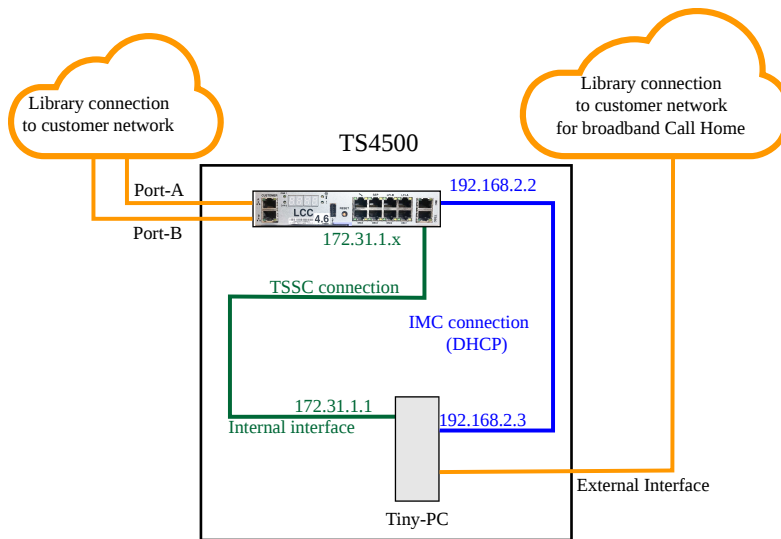 Library connection
to customer network
Library connection
to customer network
for broadband Call Home
TS4500
Port-A
Port-B
192.168.2.2
CUSTOMER
LCC
4.6
RESET
172.31.1.x
TSSC connection
IMC connection
(DHCP)
172.31.1.1
Internal interface
192.168.2.3
External Interface
Tiny-PC